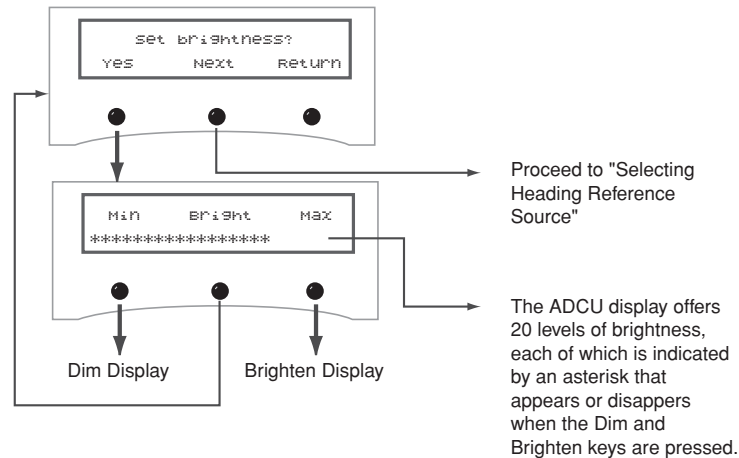 Set brightness?
Yes Next Return
Proceed to "Selecting
Heading Reference
Source"
Min Bright Max
*****************
The ADCU display offers
20 levels of brightness,
each of which is indicated
by an asterisk that
appears or disappers
when the Dim and
Brighten keys are pressed.
Dim Display Brighten Display